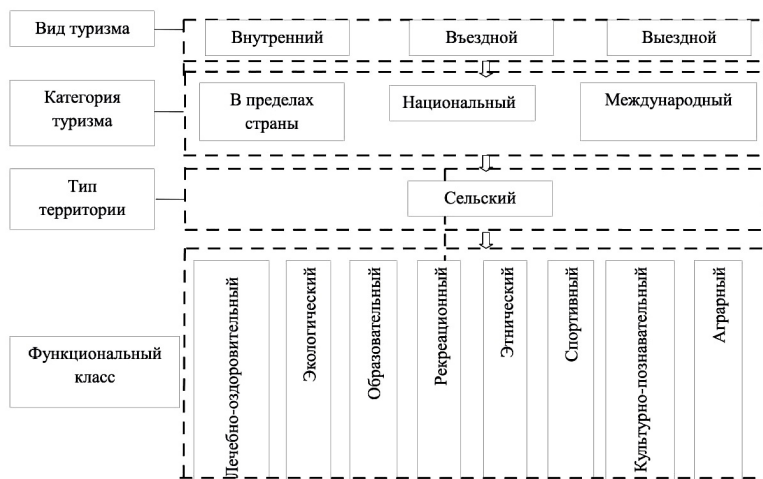 Вид туризма
Внутренний
Въездной
Выездной
Категория
туризма
В пределах
страны
Национальный
Международный
Тип
территории
Сельский
Функциональный
класс
Лечебно-оздоровительный
Экологический
Образовательный
Рекреационный
Этнический
Спортивный
Культурно-познавательный
Аграрный